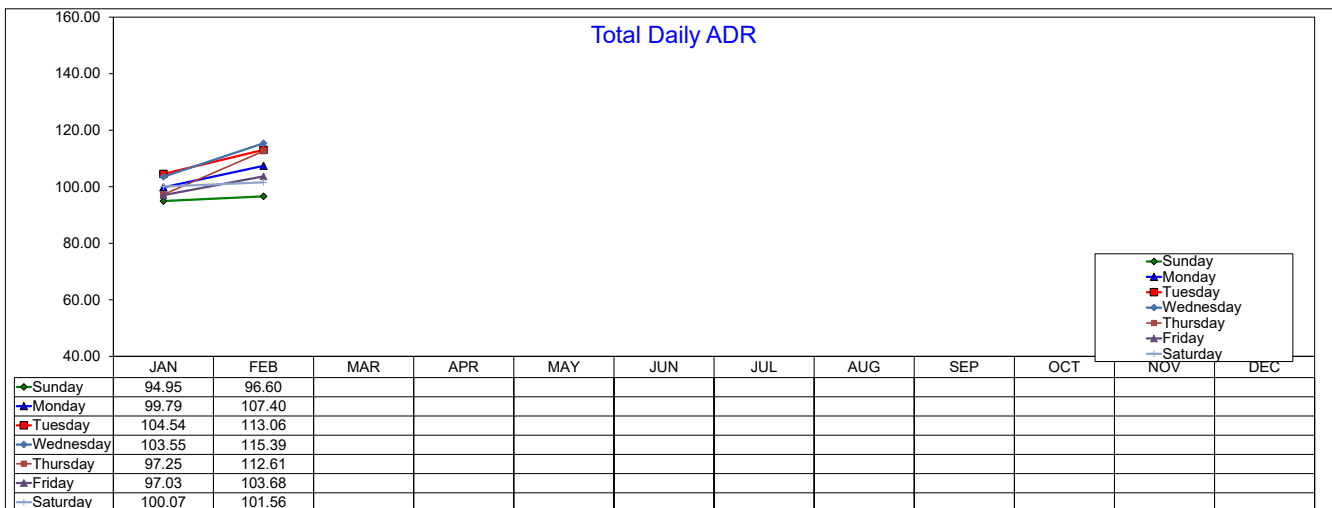 Total Daily ADR
160.00
140.00
120.00
100.00
80.00
60.00
40.00
Sunday
Monday
Tuesday
Wednesday
Thursday
Friday
Saturday
JAN FEB MAR APR MAY JUN JUL AUG SEP OCT NOV DEC
Sunday 94.95 96.60
Monday 99.79 107.40
Tuesday 104.54 113.06
Wednesday 103.55 115.39
Thursday 97.25 112.61
Friday 97.03 103.68
Saturday 100.07 101.56